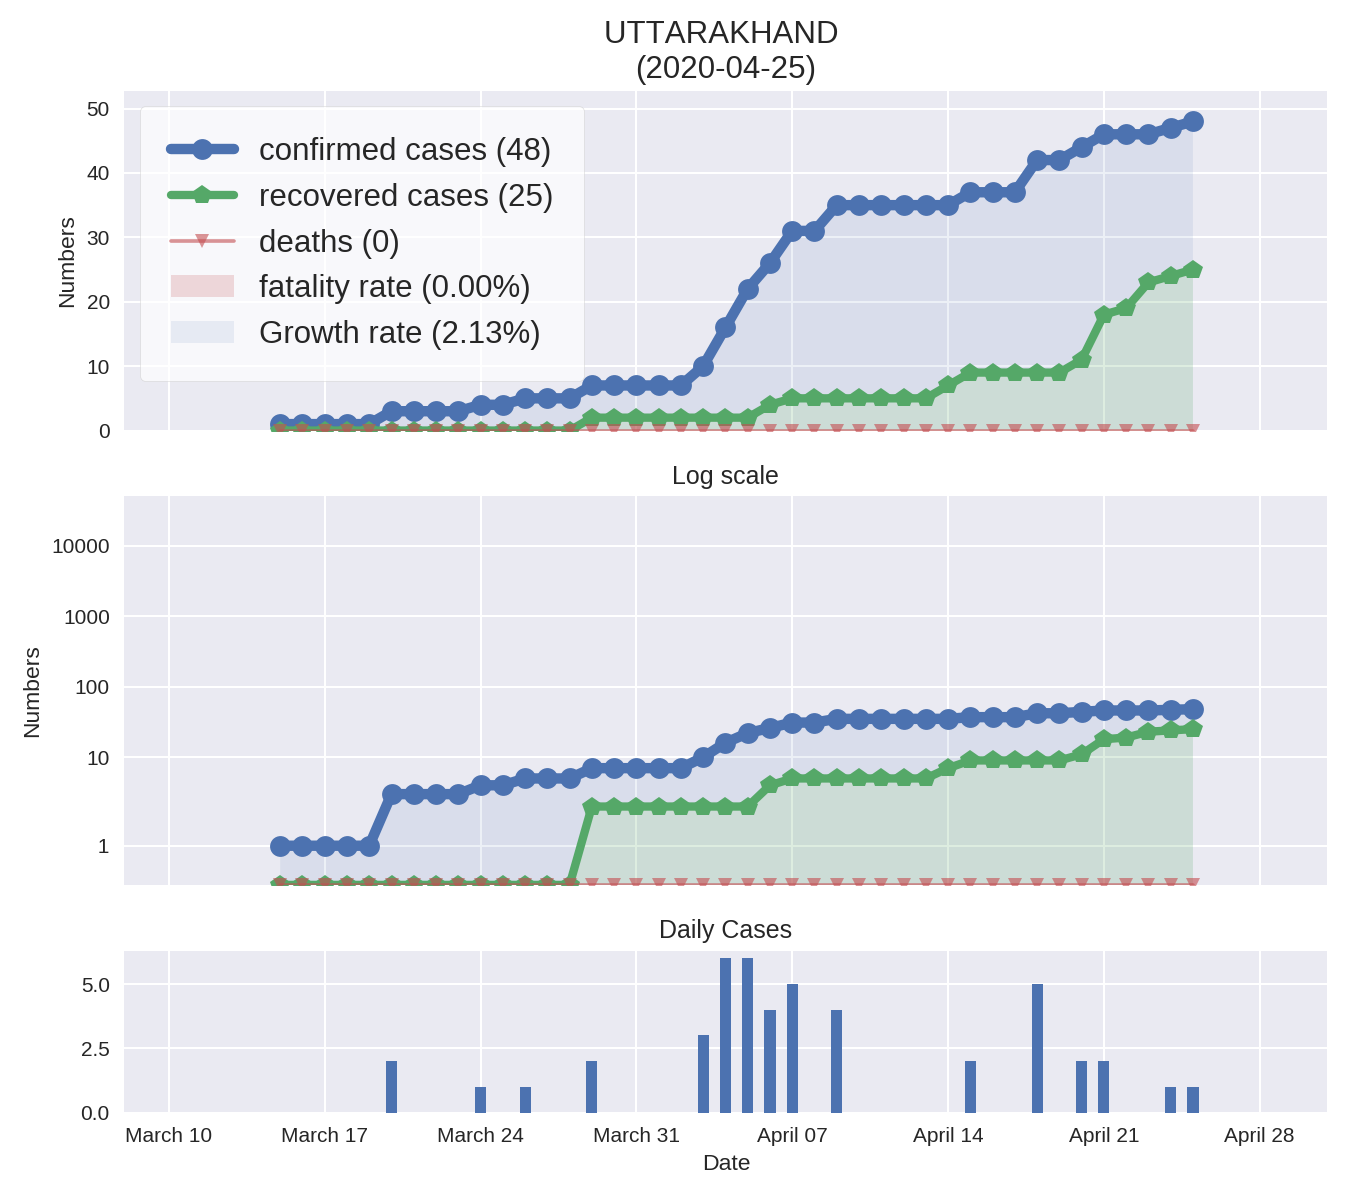 UTTARAKHAND
(2020-04-25)
50
40
30
20
10
0
Numbers
confirmed cases (48)
recovered cases (25)
deaths (0)
fatality rate (0.00%)
Growth rate (2.13%)
Log scale
10000
1000
100
10
1
Numbers
Daily Cases
5.0
2.5
0.0
March 10 March 17 March 24 March 31 April 07 April 14 April 21 April 28
Date